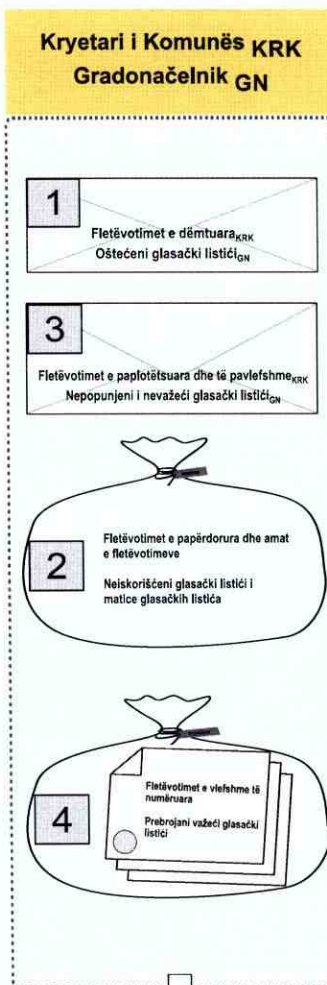 Kryetari i Komunës KRK
Gradonačelnik GN
1
Fletëvotimet e dëmtuaraKRK
Oštećeni glasački listićiGN
3
Fletëvotimet e paplotëtsuara dhe të pavlefshmeKRK
Nepopunjeni i nevažeći glasački listićiGN
2
Fletëvotimet e papërdorura dhe amat
e fletëvotimeve
Neiskorišćeni glasački listići i
matice glasačkih listića
4
Fletëvotimet e vlefshme të
numëruara
Prebrojani važeći glasački
listići